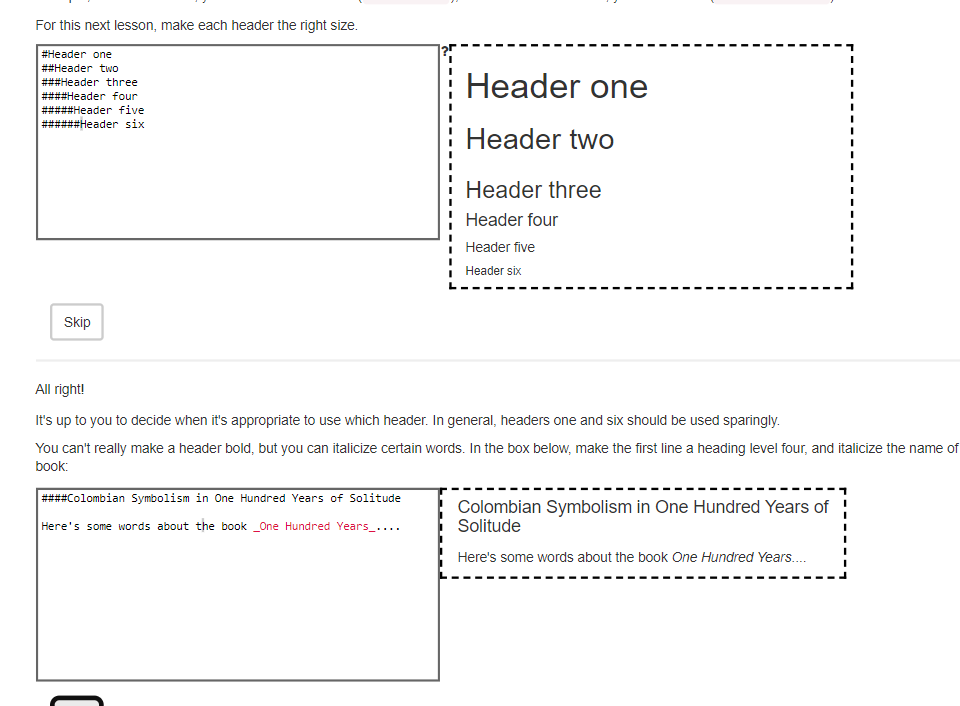 For this next lesson, make each header the right size.
#Header one
##Header two
###Header three
####Header four
#####Header five
######Header six
?
Header one
Header two
Header three
Header four
Header five
Header six
Skip
All right!
It's up to you to decide when it's appropriate to use which header. In general, headers one and six should be used sparingly.
You can't really make a header bold, but you can italicize certain words. In the box below, make the first line a heading level four, and italicize the name of
book:
####Colombian Symbolism in One Hundred Years of Solitude
Here's some words about the book _One Hundred Years_....
Colombian Symbolism in One Hundred Years of
Solitude
Here's some words about the book One Hundred Years....